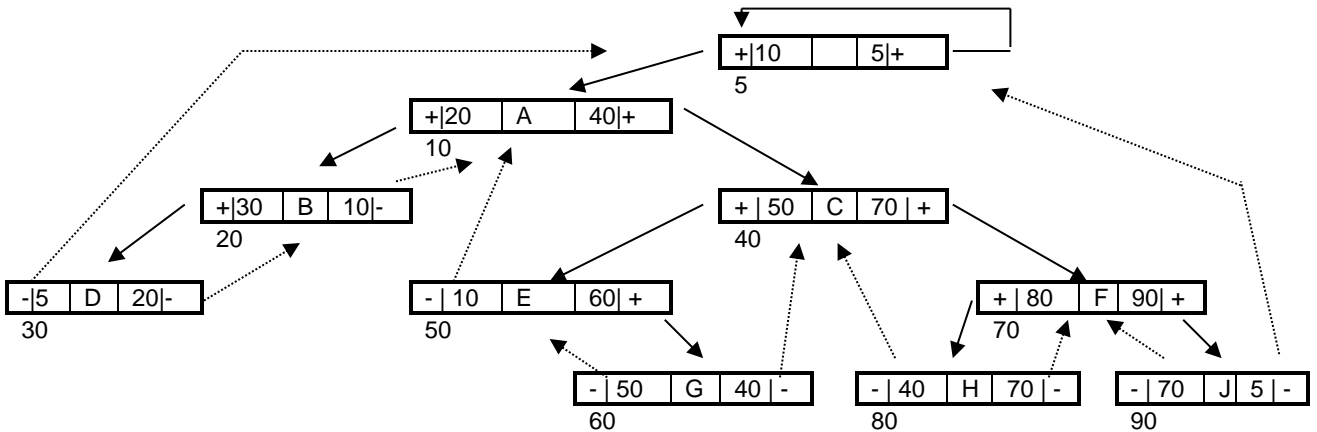 +|10 5|+
5
+|20 A 40|+
10
+|30 B 10|-
20
+ | 50 C 70 | +
40
-|5 D 20|-
30
- | 10 E 60| +
50
+ | 80 F 90| +
70
- | 50 G 40 | -
60
- | 40 H 70 | -
80
- | 70 J 5 | -
90